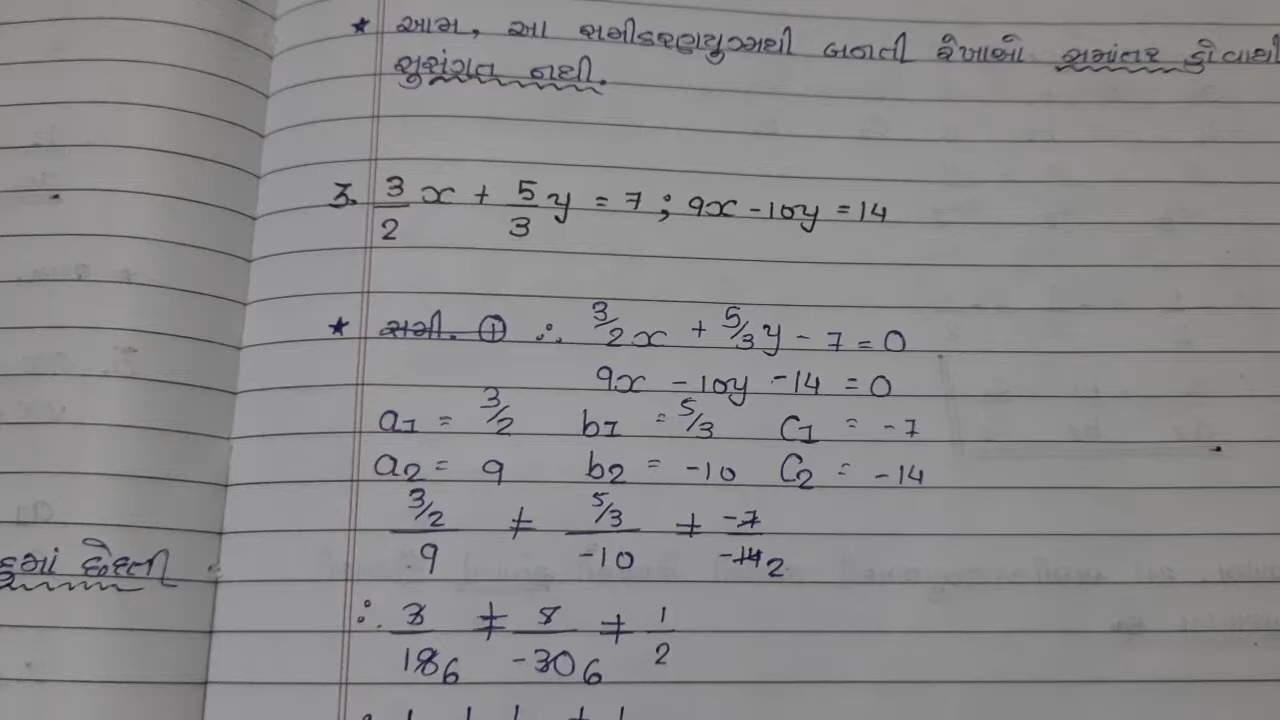 * આમ, આ સમીકરણયુગ્મથી બનતી રેખાઓ સમાંતર હોવાથી
સુસંગત નથી.
3. 3/2 x + 5/3 y = 7 ; 9x - 10y = 14
* સમી. ① ∴ 3/2 x + 5/3 y - 7 = 0
9x - 10y - 14 = 0
a1 = 3/2 b1 = 5/3 C1 = -7
a2 = 9 b2 = -10 C2 = -14
3/2 / 9 ≠ 5/3 / -10 ≠ -7 / -14 2
છેદતી
∴ 3 / 18 6 ≠ 5 / -30 6 ≠ 1 / 2